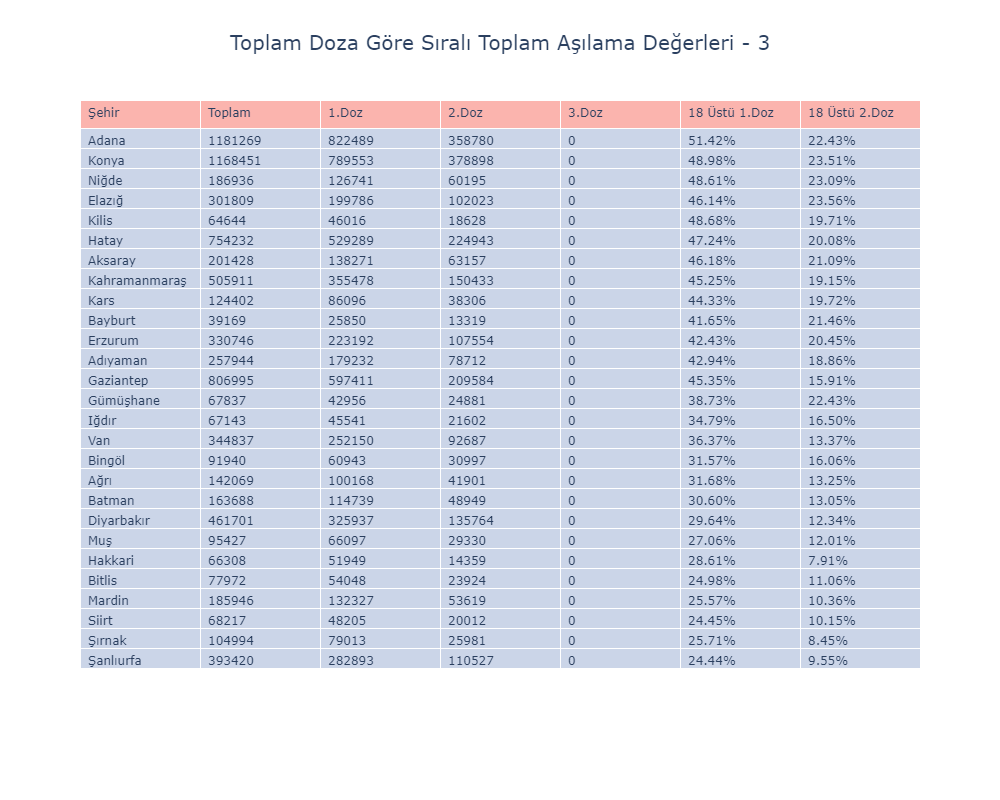 Toplam Doza Göre Sıralı Toplam Aşılama Değerleri - 3
Şehir Toplam 1.Doz 2.Doz 3.Doz 18 Üstü 1.Doz 18 Üstü 2.Doz
Adana 1181269 822489 358780 0 51.42% 22.43%
Konya 1168451 789553 378898 0 48.98% 23.51%
Niğde 186936 126741 60195 0 48.61% 23.09%
Elazığ 301809 199786 102023 0 46.14% 23.56%
Kilis 64644 46016 18628 0 48.68% 19.71%
Hatay 754232 529289 224943 0 47.24% 20.08%
Aksaray 201428 138271 63157 0 46.18% 21.09%
Kahramanmaraş 505911 355478 150433 0 45.25% 19.15%
Kars 124402 86096 38306 0 44.33% 19.72%
Bayburt 39169 25850 13319 0 41.65% 21.46%
Erzurum 330746 223192 107554 0 42.43% 20.45%
Adıyaman 257944 179232 78712 0 42.94% 18.86%
Gaziantep 806995 597411 209584 0 45.35% 15.91%
Gümüşhane 67837 42956 24881 0 38.73% 22.43%
Iğdır 67143 45541 21602 0 34.79% 16.50%
Van 344837 252150 92687 0 36.37% 13.37%
Bingöl 91940 60943 30997 0 31.57% 16.06%
Ağrı 142069 100168 41901 0 31.68% 13.25%
Batman 163688 114739 48949 0 30.60% 13.05%
Diyarbakır 461701 325937 135764 0 29.64% 12.34%
Muş 95427 66097 29330 0 27.06% 12.01%
Hakkari 66308 51949 14359 0 28.61% 7.91%
Bitlis 77972 54048 23924 0 24.98% 11.06%
Mardin 185946 132327 53619 0 25.57% 10.36%
Siirt 68217 48205 20012 0 24.45% 10.15%
Şırnak 104994 79013 25981 0 25.71% 8.45%
Şanlıurfa 393420 282893 110527 0 24.44% 9.55%